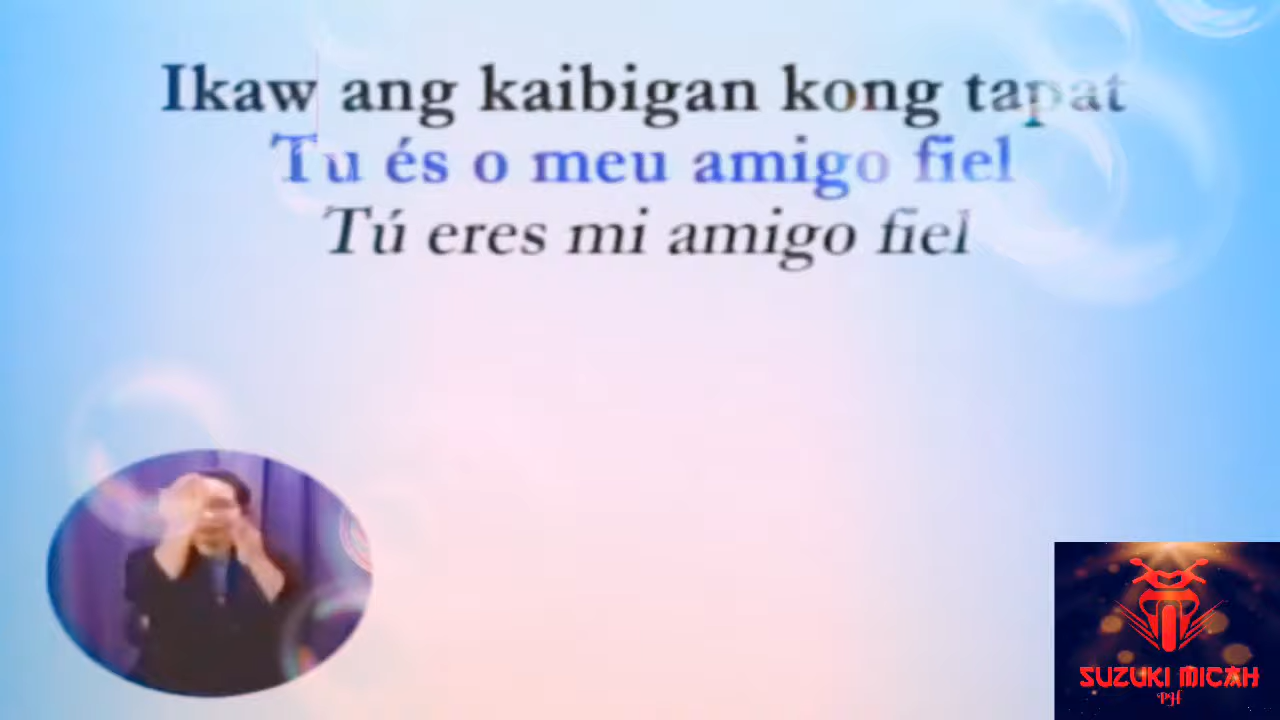 Ikaw ang kaibigan kong tapat
Tu és o meu amigo fiel
Tú eres mi amigo fiel
SUZUKI MICAH
PH